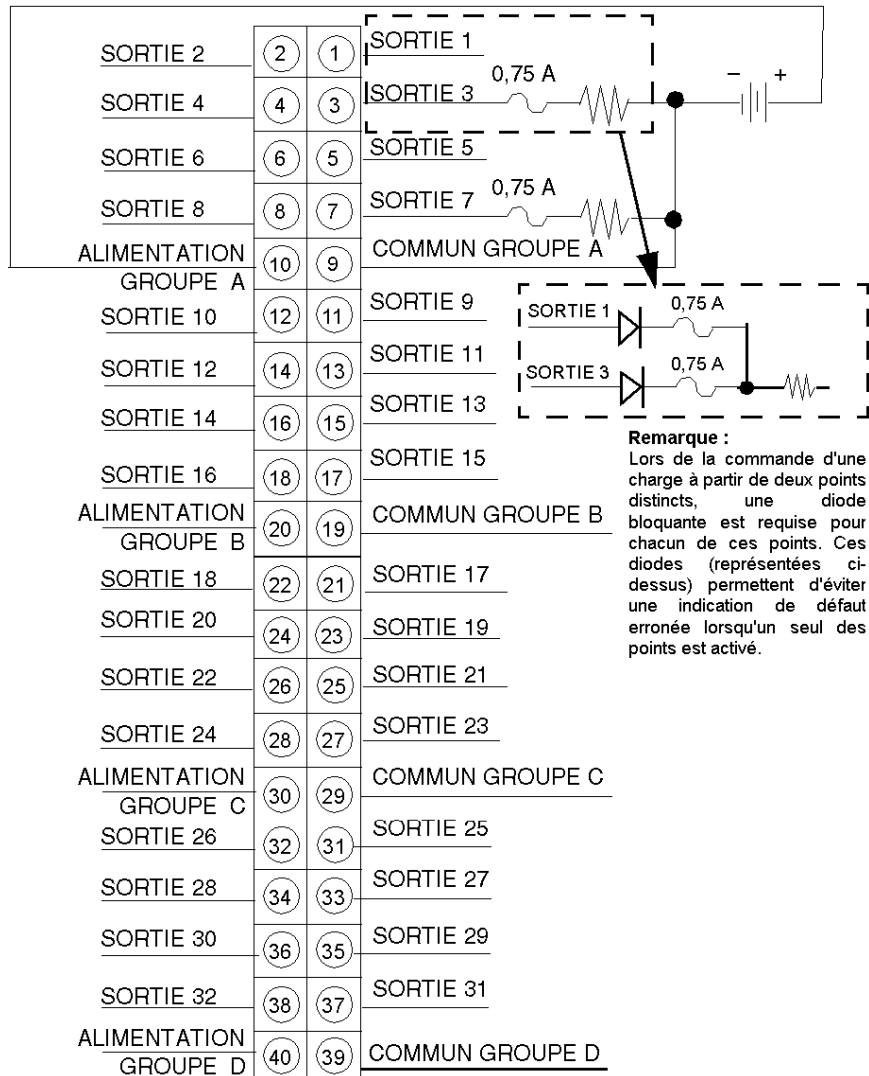 SORTIE 2 2 1 SORTIE 1
SORTIE 4 4 3 SORTIE 3 0,75 A − +
SORTIE 6 6 5 SORTIE 5
SORTIE 8 8 7 SORTIE 7 0,75 A
ALIMENTATION
GROUPE A 10 9 COMMUN GROUPE A
SORTIE 10 12 11 SORTIE 9
SORTIE 12 14 13 SORTIE 11
SORTIE 14 16 15 SORTIE 13
SORTIE 16 18 17 SORTIE 15
ALIMENTATION
GROUPE B 20 19 COMMUN GROUPE B
SORTIE 18 22 21 SORTIE 17
SORTIE 20 24 23 SORTIE 19
SORTIE 22 26 25 SORTIE 21
SORTIE 24 28 27 SORTIE 23
ALIMENTATION
GROUPE C 30 29 COMMUN GROUPE C
SORTIE 26 32 31 SORTIE 25
SORTIE 28 34 33 SORTIE 27
SORTIE 30 36 35 SORTIE 29
SORTIE 32 38 37 SORTIE 31
ALIMENTATION
GROUPE D 40 39 COMMUN GROUPE D
SORTIE 1 0,75 A
SORTIE 3 0,75 A
Remarque :
Lors de la commande d'une
charge à partir de deux points
distincts, une diode
bloquante est requise pour
chacun de ces points. Ces
diodes (représentées ci-
dessus) permettent d'éviter
une indication de défaut
erronée lorsqu'un seul des
points est activé.